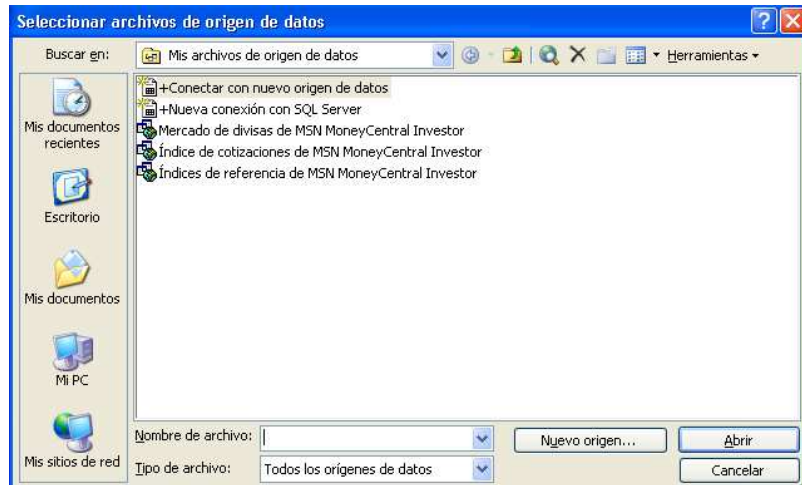 Seleccionar archivos de origen de datos
Buscar en: Mis archivos de origen de datos Herramientas
+Conectar con nuevo origen de datos
+Nueva conexión con SQL Server
Mercado de divisas de MSN MoneyCentral Investor
Índice de cotizaciones de MSN MoneyCentral Investor
Índices de referencia de MSN MoneyCentral Investor
Mis documentos
recientes
Escritorio
Mis documentos
Mi PC
Mis sitios de red
Nombre de archivo: Nuevo origen... Abrir
Tipo de archivo: Todos los orígenes de datos Cancelar